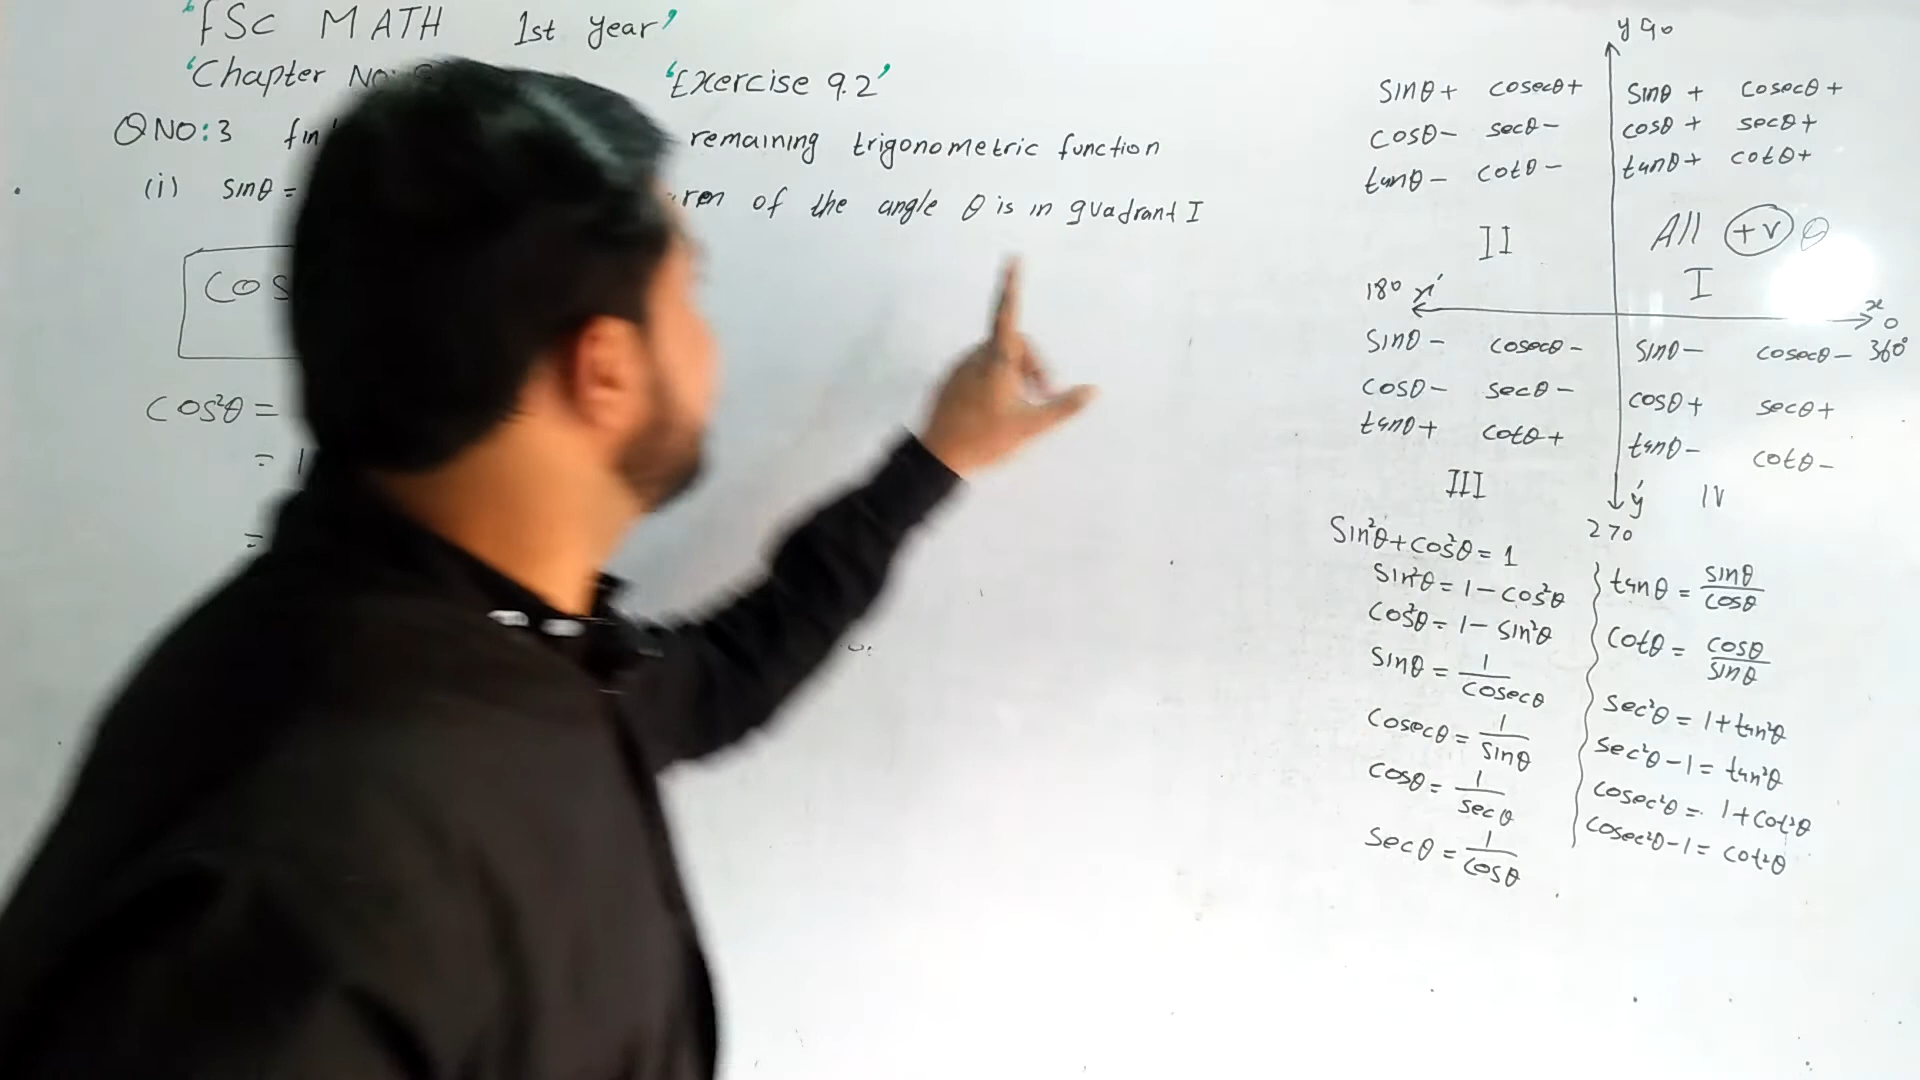 'FSc MATH 1st year'
'Chapter No: 'Exercise 9.2'
Q NO:3 remaining trigonometric function
(i) sinθ = of the angle θ is in quadrant I
Cos
Cos²θ =
= 1
=
y 90
sinθ+ cosecθ+
cosθ- secθ-
tanθ- cotθ-
II
sinθ + cosecθ +
cosθ + secθ+
tanθ+ cotθ+
All +v
I
180 x'
x 0
360°
sinθ- cosecθ-
cosθ- secθ-
tanθ+ cotθ+
III
sinθ- cosecθ-
cosθ+ secθ+
tanθ- cotθ-
y' IV
270
Sin²θ+cos²θ = 1
sin²θ = 1-cos²θ
cos²θ = 1- sin²θ
sinθ = 1/cosecθ
cosecθ = 1/sinθ
cosθ = 1/secθ
secθ = 1/cosθ
tanθ = sinθ/cosθ
cotθ = cosθ/sinθ
sec²θ = 1+tan²θ
sec²θ-1 = tan²θ
cosec²θ = 1+cot²θ
cosec²θ-1 = cot²θ